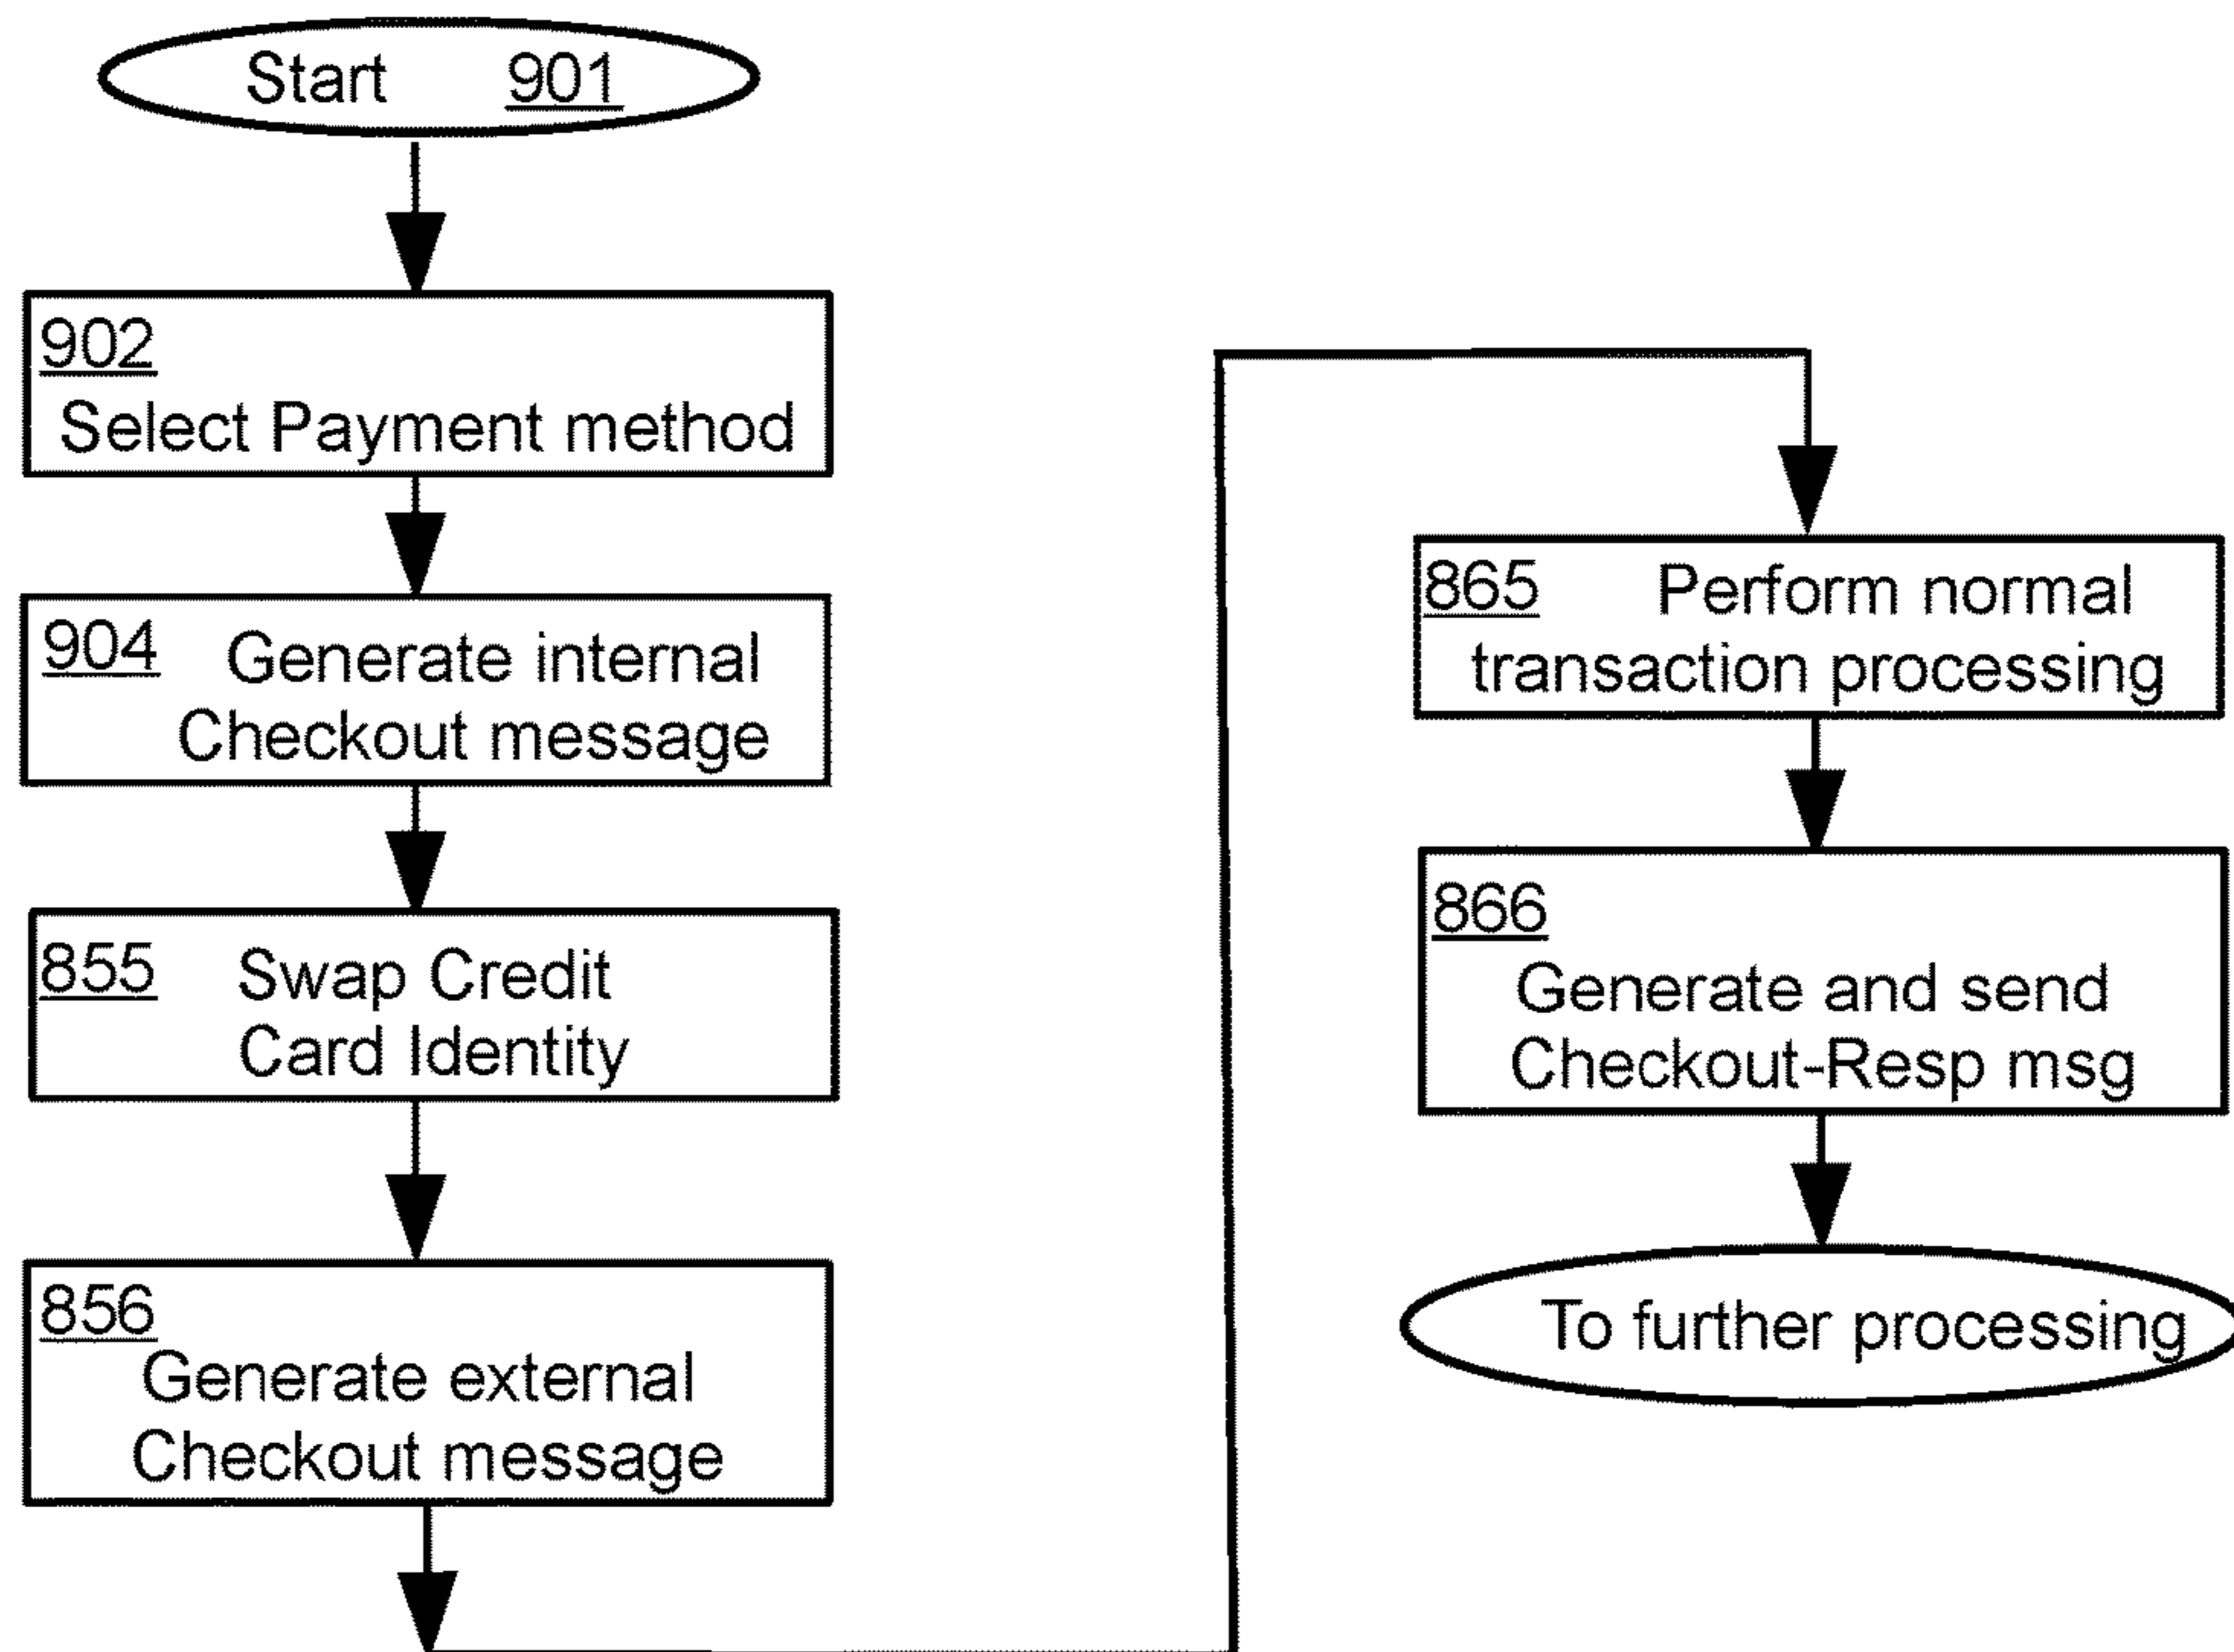 Start 901
902
Select Payment method
904 Generate internal
Checkout message
855 Swap Credit
Card Identity
856
Generate external
Checkout message
865 Perform normal
transaction processing
866
Generate and send
Checkout-Resp msg
To further processing